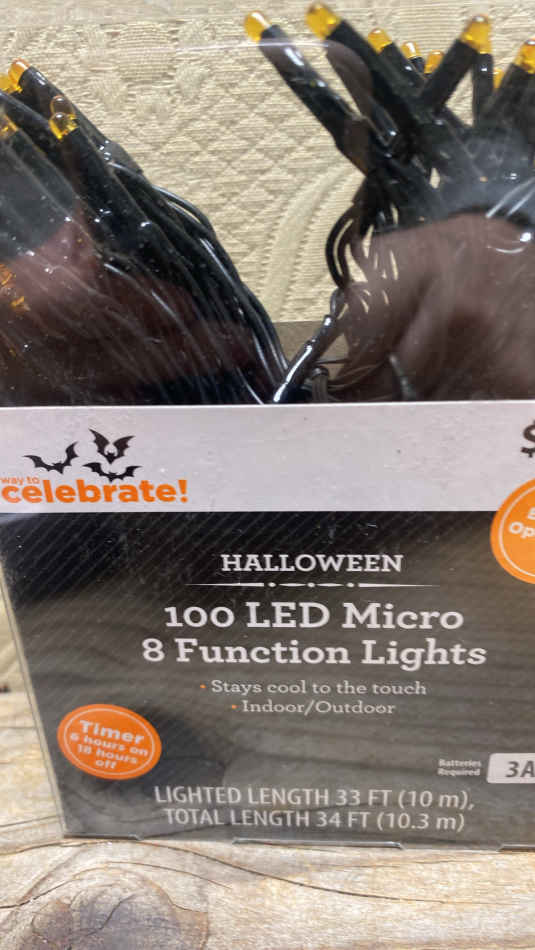 way to
celebrate!
HALLOWEEN
100 LED Micro
8 Function Lights
• Stays cool to the touch
• Indoor/Outdoor
Timer
6 hours on
18 hours
off
Batteries
Required
3A
LIGHTED LENGTH 33 FT (10 m),
TOTAL LENGTH 34 FT (10.3 m)